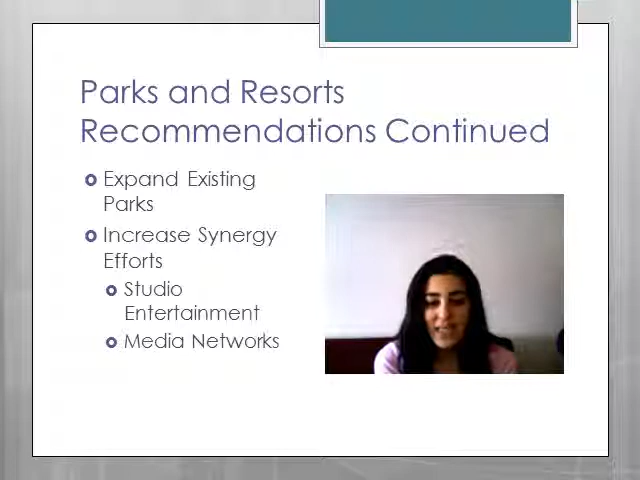 Parks and Resorts
Recommendations Continued
Expand Existing
Parks
Increase Synergy
Efforts
Studio
Entertainment
Media Networks